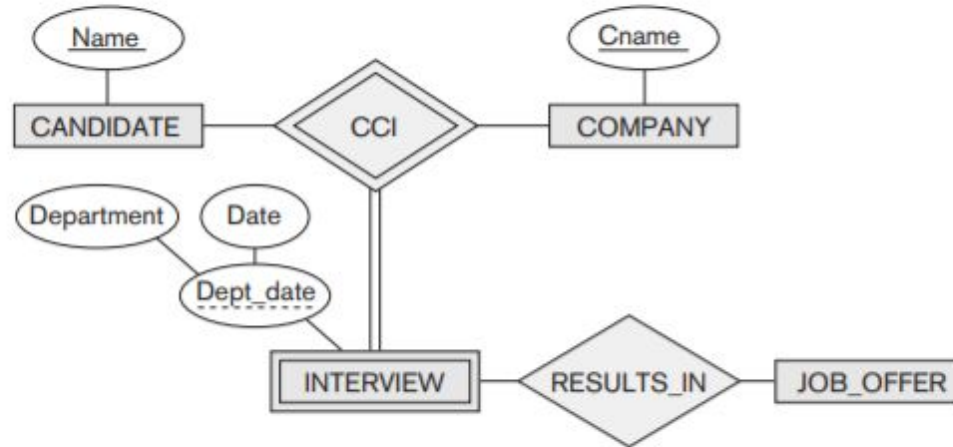 Name
Cname
CANDIDATE
CCI
COMPANY
Department
Date
Dept_date
INTERVIEW
RESULTS_IN
JOB_OFFER